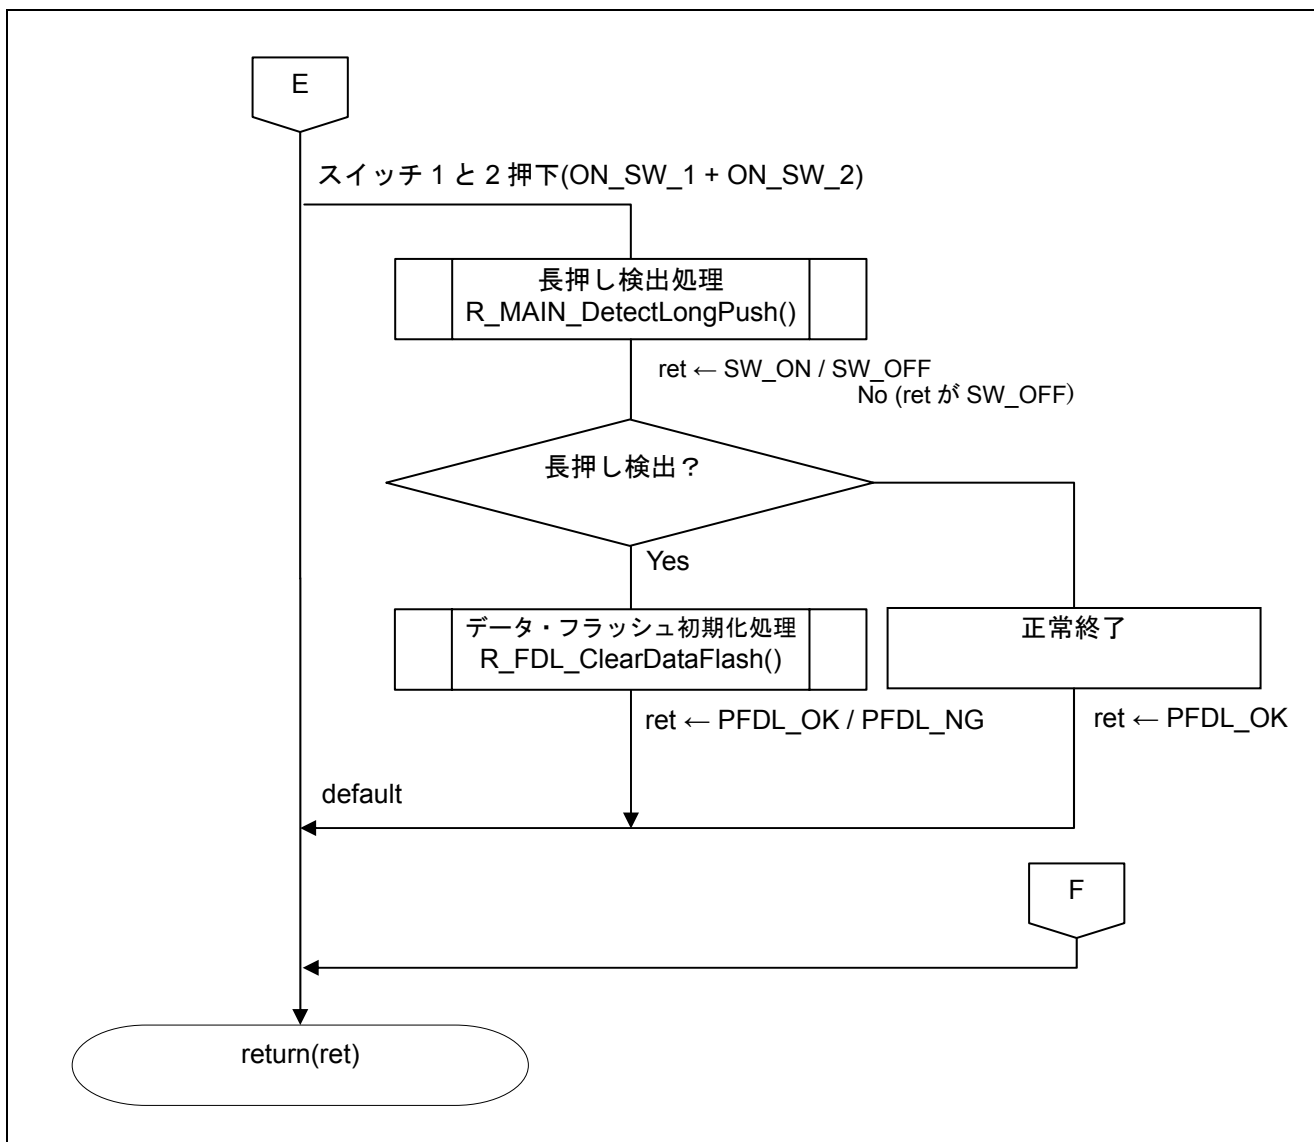 E
スイッチ 1 と 2 押下(ON_SW_1 + ON_SW_2)
長押し検出処理
R_MAIN_DetectLongPush()
ret ← SW_ON / SW_OFF
No (ret が SW_OFF)
長押し検出？
Yes
データ・フラッシュ初期化処理
R_FDL_ClearDataFlash()
正常終了
ret ← PFDL_OK / PFDL_NG
ret ← PFDL_OK
default
F
return(ret)